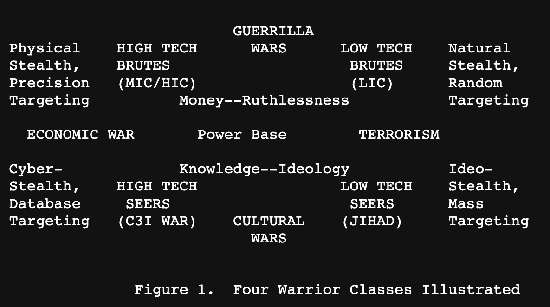 GUERRILLA
Physical HIGH TECH WARS LOW TECH Natural
Stealth, BRUTES BRUTES Stealth,
Precision (MIC/HIC) (LIC) Random
Targeting Money--Ruthlessness Targeting
ECONOMIC WAR Power Base TERRORISM
Cyber- Knowledge--Ideology Ideo-
Stealth, HIGH TECH LOW TECH Stealth,
Database SEERS SEERS Mass
Targeting (C3I WAR) CULTURAL (JIHAD) Targeting
WARS
Figure 1. Four Warrior Classes Illustrated